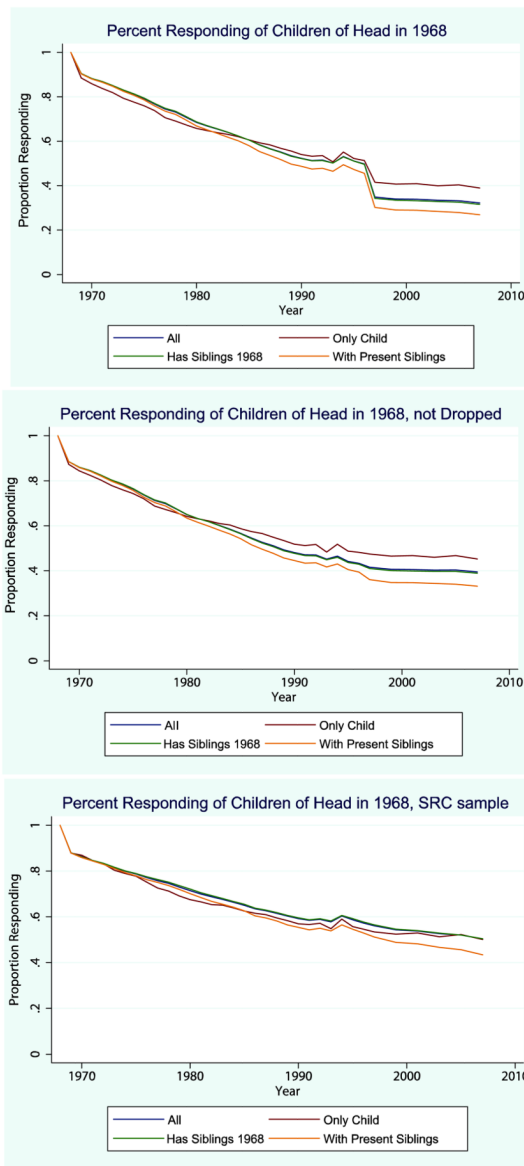 Percent Responding of Children of Head in 1968
Proportion Responding
1
.8
.6
.4
.2
0
1970 1980 1990 2000 2010
Year
All Only Child
Has Siblings 1968 With Present Siblings
Percent Responding of Children of Head in 1968, not Dropped
Proportion Responding
1
.8
.6
.4
.2
0
1970 1980 1990 2000 2010
Year
All Only Child
Has Siblings 1968 With Present Siblings
Percent Responding of Children of Head in 1968, SRC sample
Proportion Responding
1
.8
.6
.4
.2
0
1970 1980 1990 2000 2010
Year
All Only Child
Has Siblings 1968 With Present Siblings